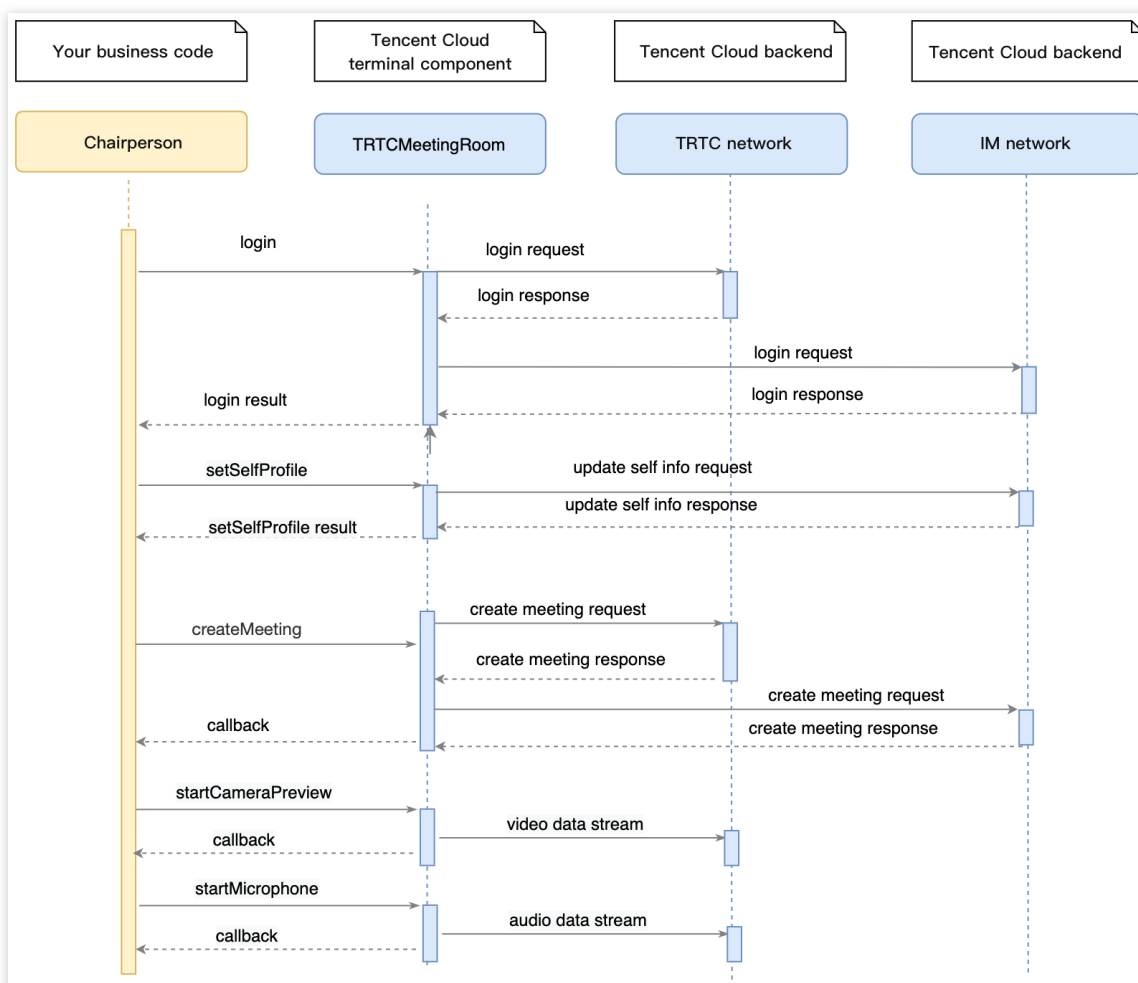 Your business code
Tencent Cloud
terminal component
Tencent Cloud backend
Tencent Cloud backend
Chairperson
TRTCMeetingRoom
TRTC network
IM network
login
login request
login response
login request
login response
login result
setSelfProfile
update self info request
update self info response
setSelfProfile result
create meeting request
createMeeting
create meeting response
create meeting request
callback
create meeting response
startCameraPreview
video data stream
callback
startMicrophone
audio data stream
callback